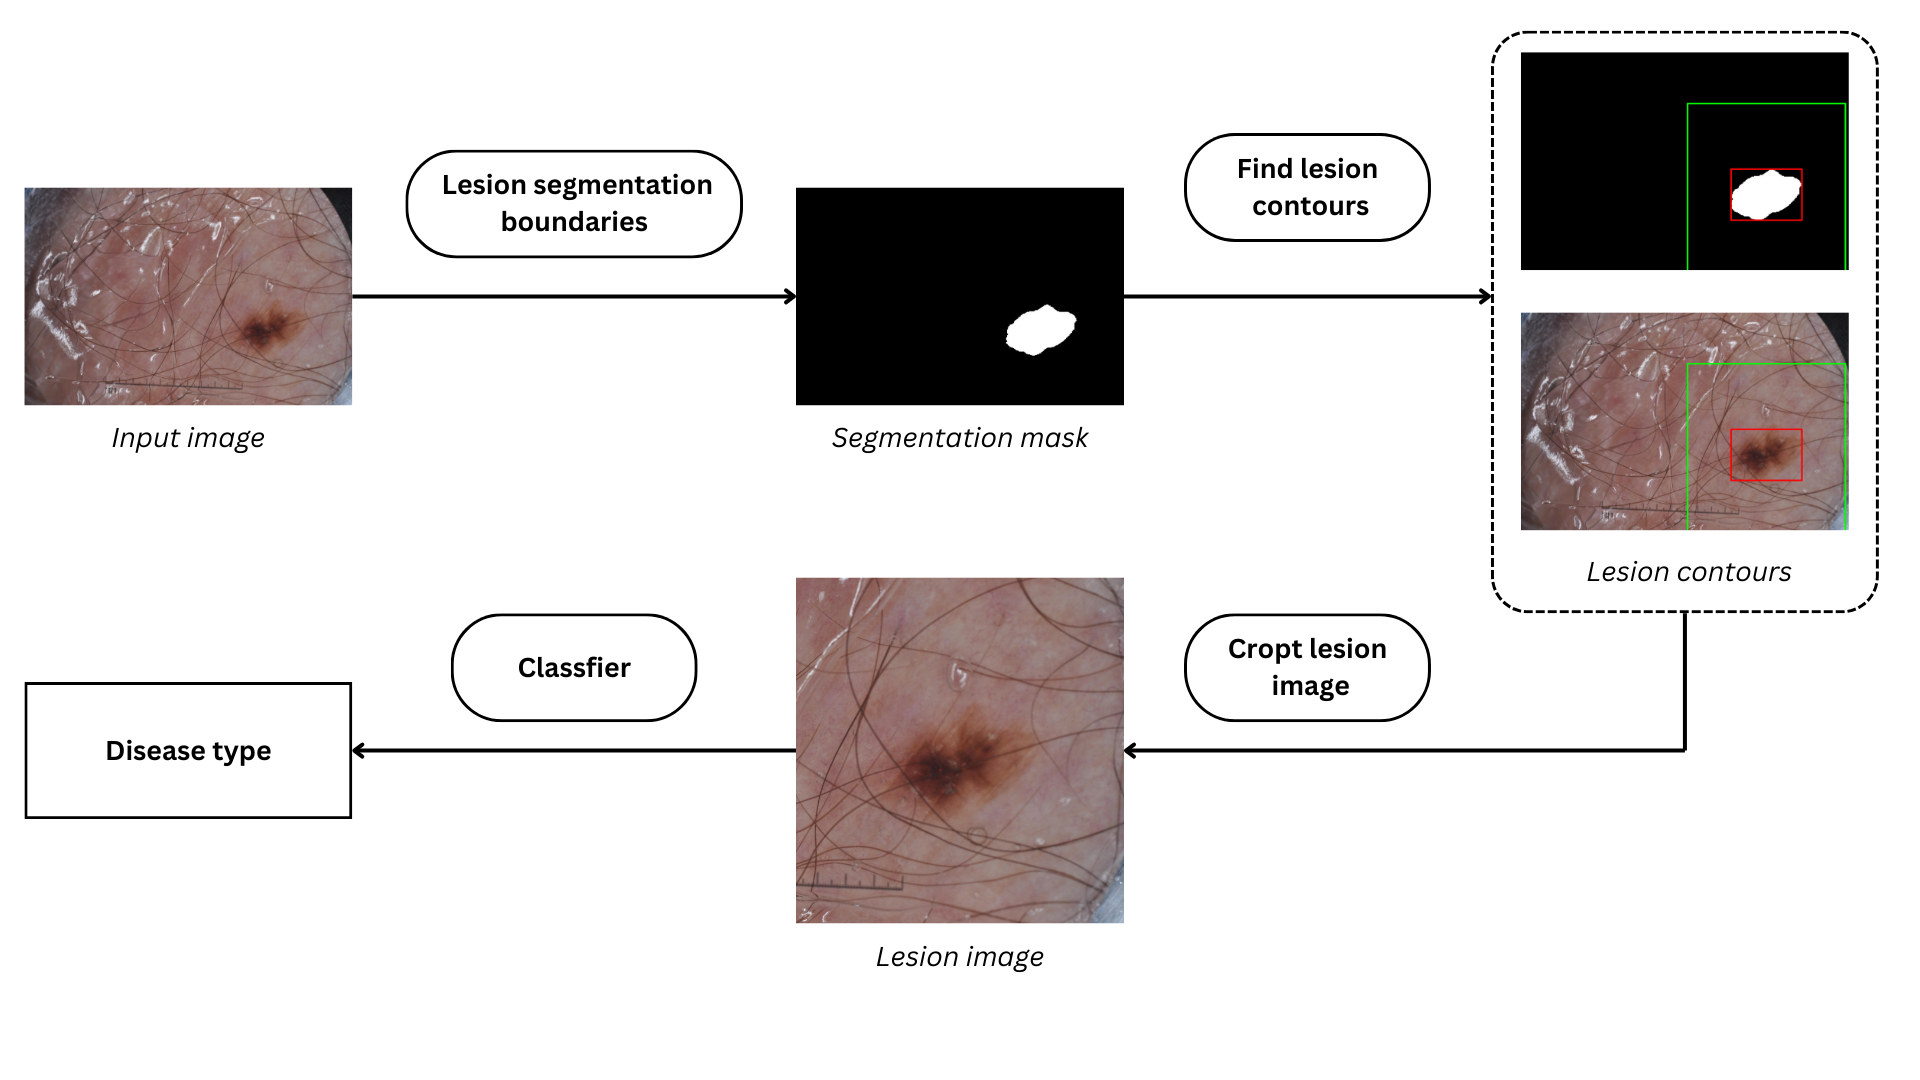 Lesion segmentation
boundaries
Find lesion
contours
Input image
Segmentation mask
Lesion contours
Classfier
Cropt lesion
image
Disease type
Lesion image